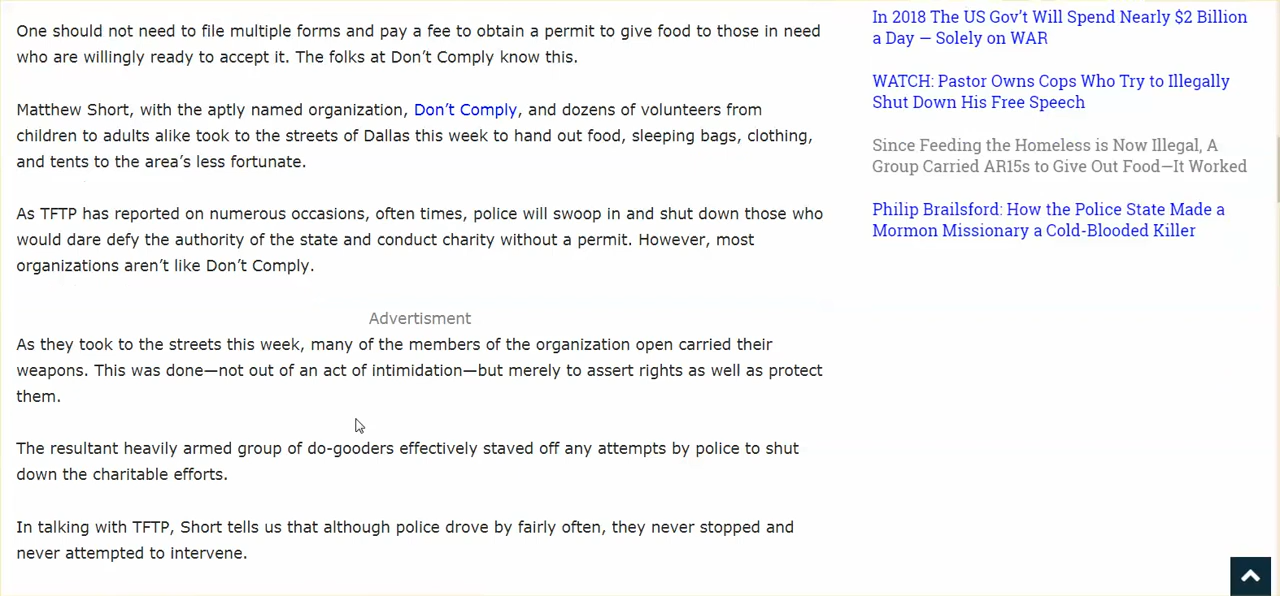 One should not need to file multiple forms and pay a fee to obtain a permit to give food to those in need
who are willingly ready to accept it. The folks at Don’t Comply know this.
Matthew Short, with the aptly named organization, Don’t Comply, and dozens of volunteers from
children to adults alike took to the streets of Dallas this week to hand out food, sleeping bags, clothing,
and tents to the area’s less fortunate.
As TFTP has reported on numerous occasions, often times, police will swoop in and shut down those who
would dare defy the authority of the state and conduct charity without a permit. However, most
organizations aren’t like Don’t Comply.
Advertisment
As they took to the streets this week, many of the members of the organization open carried their
weapons. This was done—not out of an act of intimidation—but merely to assert rights as well as protect
them.
The resultant heavily armed group of do-gooders effectively staved off any attempts by police to shut
down the charitable efforts.
In talking with TFTP, Short tells us that although police drove by fairly often, they never stopped and
never attempted to intervene.
In 2018 The US Gov’t Will Spend Nearly $2 Billion
a Day — Solely on WAR
WATCH: Pastor Owns Cops Who Try to Illegally
Shut Down His Free Speech
Since Feeding the Homeless is Now Illegal, A
Group Carried AR15s to Give Out Food—It Worked
Philip Brailsford: How the Police State Made a
Mormon Missionary a Cold-Blooded Killer